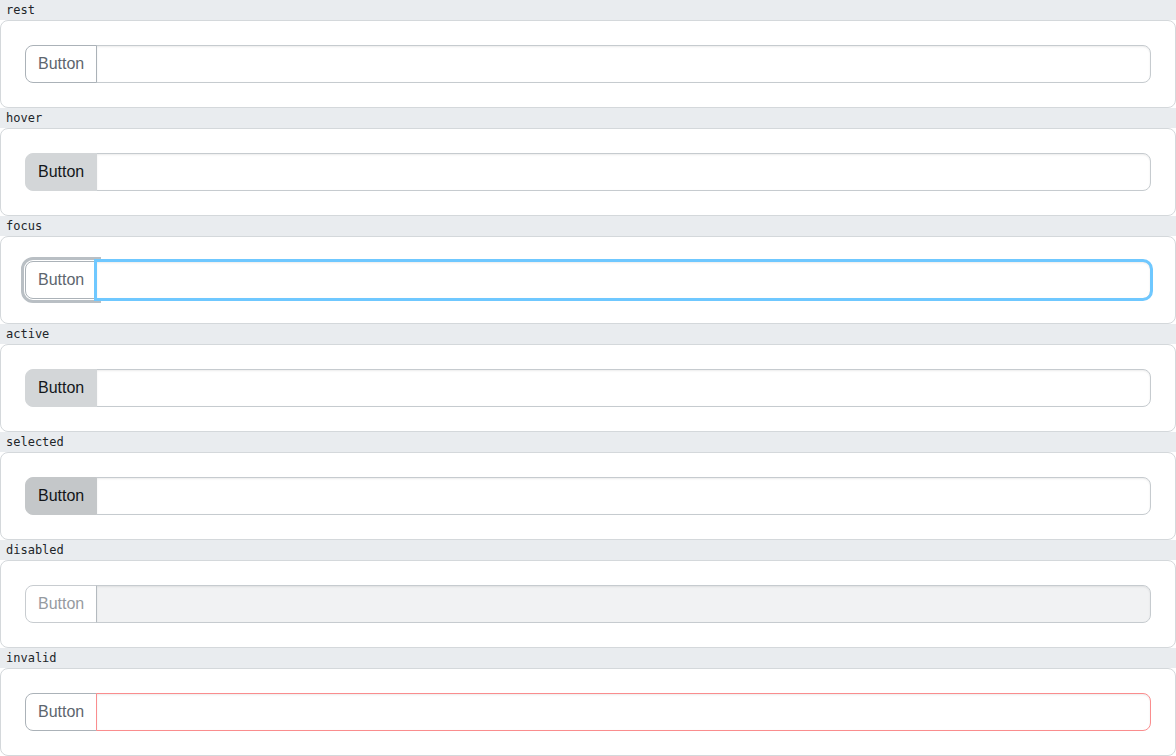 rest
Button
hover
Button
focus
Button
active
Button
selected
Button
disabled
Button
invalid
Button